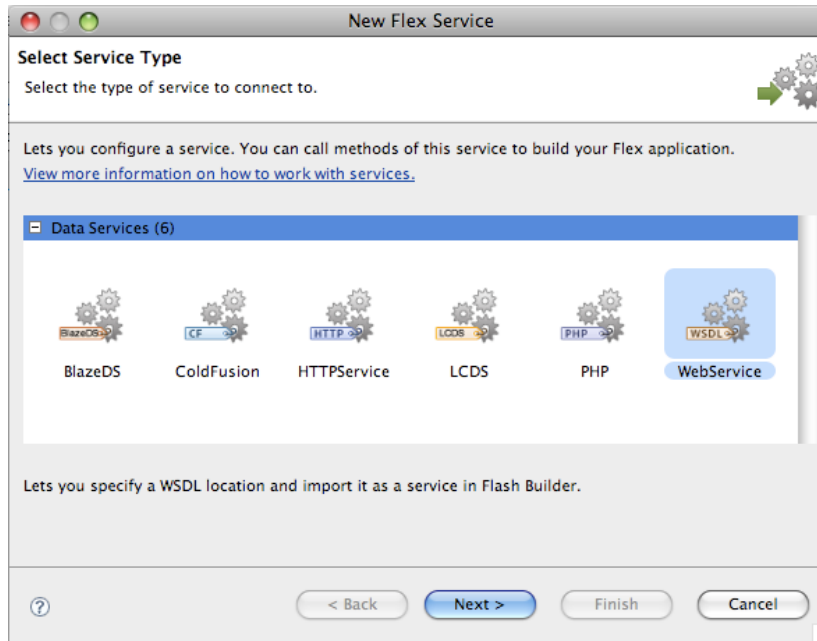 New Flex Service
Select Service Type
Select the type of service to connect to.
Lets you configure a service. You can call methods of this service to build your Flex application.
View more information on how to work with services.
Data Services (6)
BlazeDS CF HTTP LCDS PHP WSDL
BlazeDS ColdFusion HTTPService LCDS PHP WebService
Lets you specify a WSDL location and import it as a service in Flash Builder.
? < Back Next > Finish Cancel